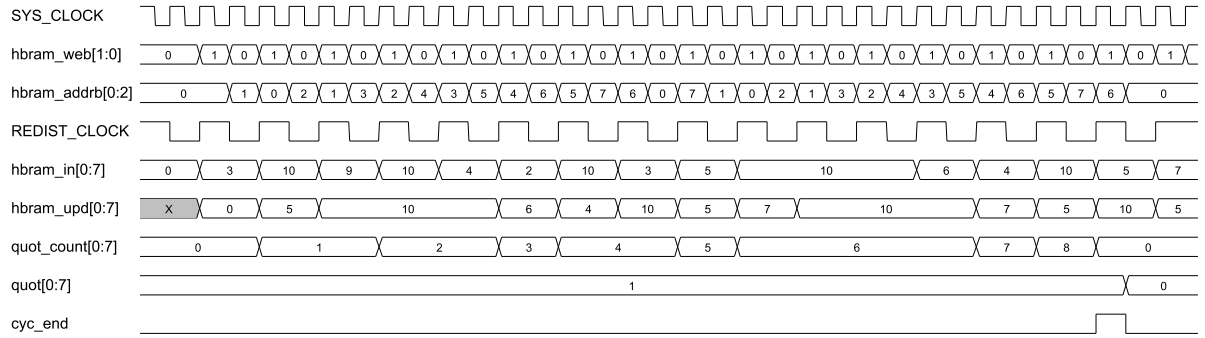 SYS_CLOCK
hbram_web[1:0] 0 1 0 1 0 1 0 1 0 1 0 1 0 1 0 1 0 1 0 1 0 1 0 1 0 1 0 1 0 1 0 1 0 1
hbram_addrb[0:2] 0 1 0 2 1 3 2 4 3 5 4 6 5 7 6 0 7 1 0 2 1 3 2 4 3 5 4 6 5 7 6 0
REDIST_CLOCK
hbram_in[0:7] 0 3 10 9 10 4 2 10 3 5 10 6 4 10 5 7
hbram_upd[0:7] X 0 5 10 6 4 10 5 7 10 7 5 10 5
quot_count[0:7] 0 1 2 3 4 5 6 7 8 0
quot[0:7] 1 0
cyc_end